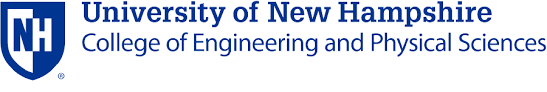 University of New Hampshire
NH
College of Engineering and Physical Sciences
®